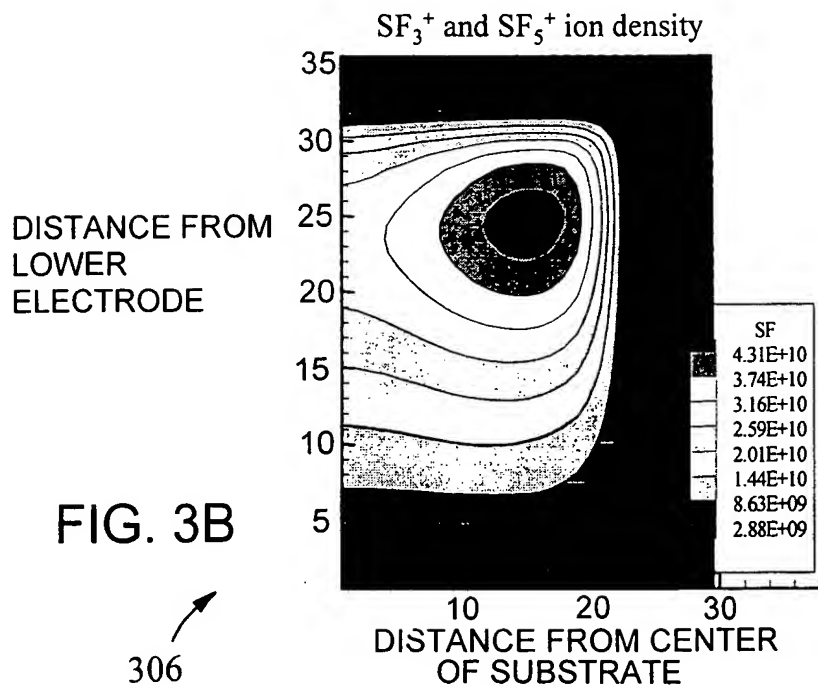 SF₃⁺ and SF₅⁺ ion density
35
30
25
20
15
10
5
DISTANCE FROM
LOWER
ELECTRODE
SF
4.31E+10
3.74E+10
3.16E+10
2.59E+10
2.01E+10
1.44E+10
8.63E+09
2.88E+09
FIG. 3B
306
10 20 30
DISTANCE FROM CENTER
OF SUBSTRATE